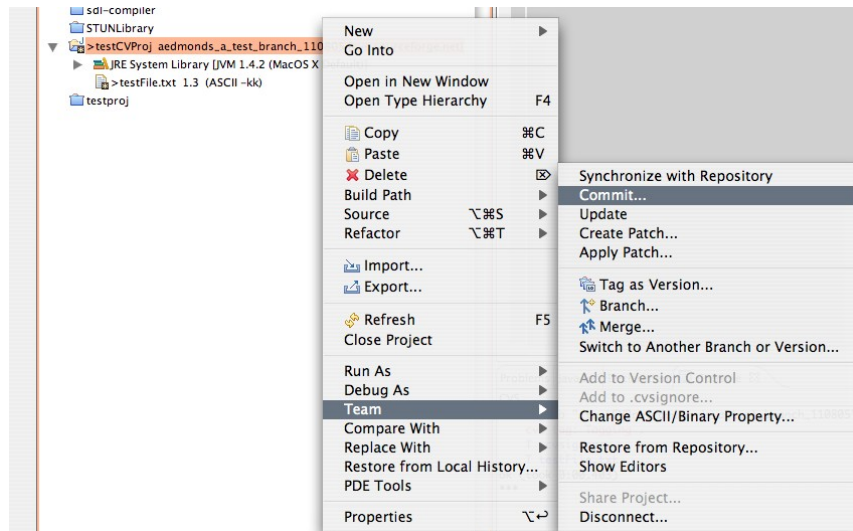 sdl-compiler
STUNLibrary
>testCVProj aedmonds_a_test_branch_110
JRE System Library [JVM 1.4.2 (MacOS X
>testFile.txt 1.3 (ASCII -kk)
testproj
New
Go Into
Open in New Window
Open Type Hierarchy F4
Copy ⌘C
Paste ⌘V
Delete ⌦
Build Path
Source ⌥⌘S
Refactor ⌥⌘T
Import...
Export...
Refresh F5
Close Project
Run As
Debug As
Team
Compare With
Replace With
Restore from Local History...
PDE Tools
Properties ⌥↩
Synchronize with Repository
Commit...
Update
Create Patch...
Apply Patch...
Tag as Version...
Branch...
Merge...
Switch to Another Branch or Version...
Add to Version Control
Add to .cvsignore...
Change ASCII/Binary Property...
Restore from Repository...
Show Editors
Share Project...
Disconnect...